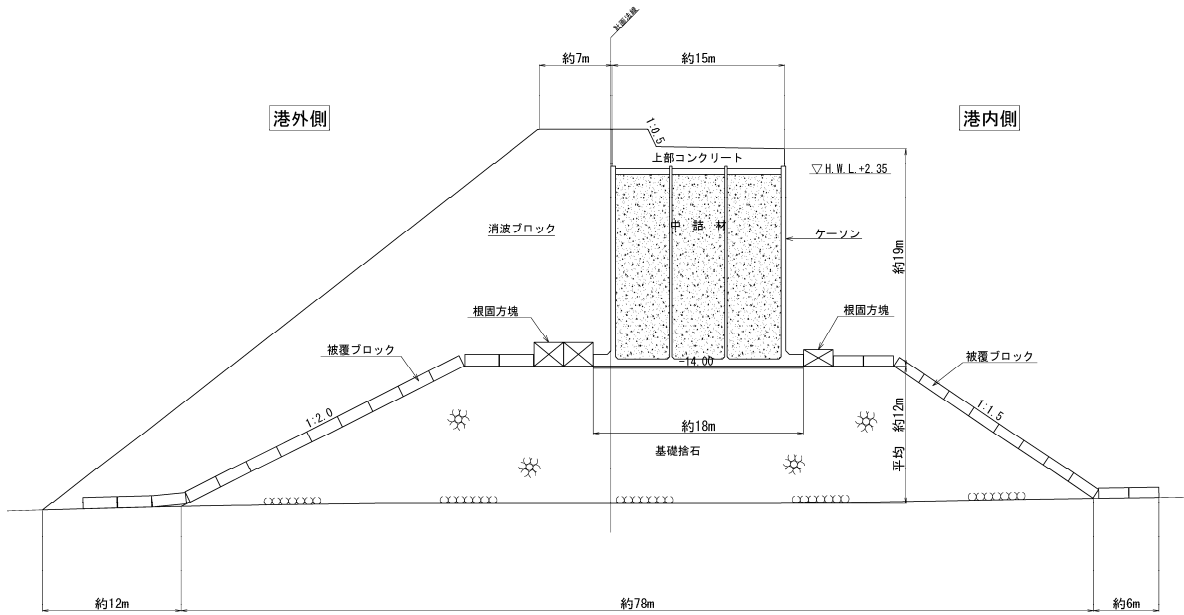 計画法線
約7m
約15m
港外側
港内側
1:0.5
上部コンクリート
▽H.W.L.+2.35
消波ブロック
中詰材
ケーソン
約19m
根固方塊
根固方塊
被覆ブロック
被覆ブロック
-14.00
1:2.0
1:1.5
約18m
平均 約12m
基礎捨石
約12m
約78m
約6m